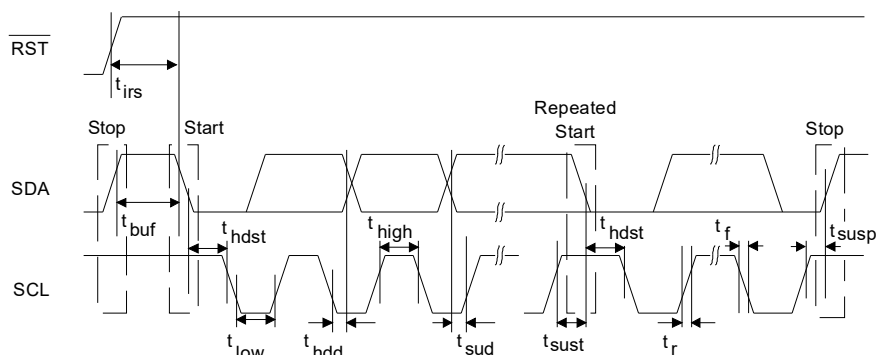 RST
t irs
Repeated
Stop
Start
Start
Stop
SDA
t buf
t hdst
t high
t hdst
t f
t susp
SCL
t low
t hdd
t sud
t sust
t r